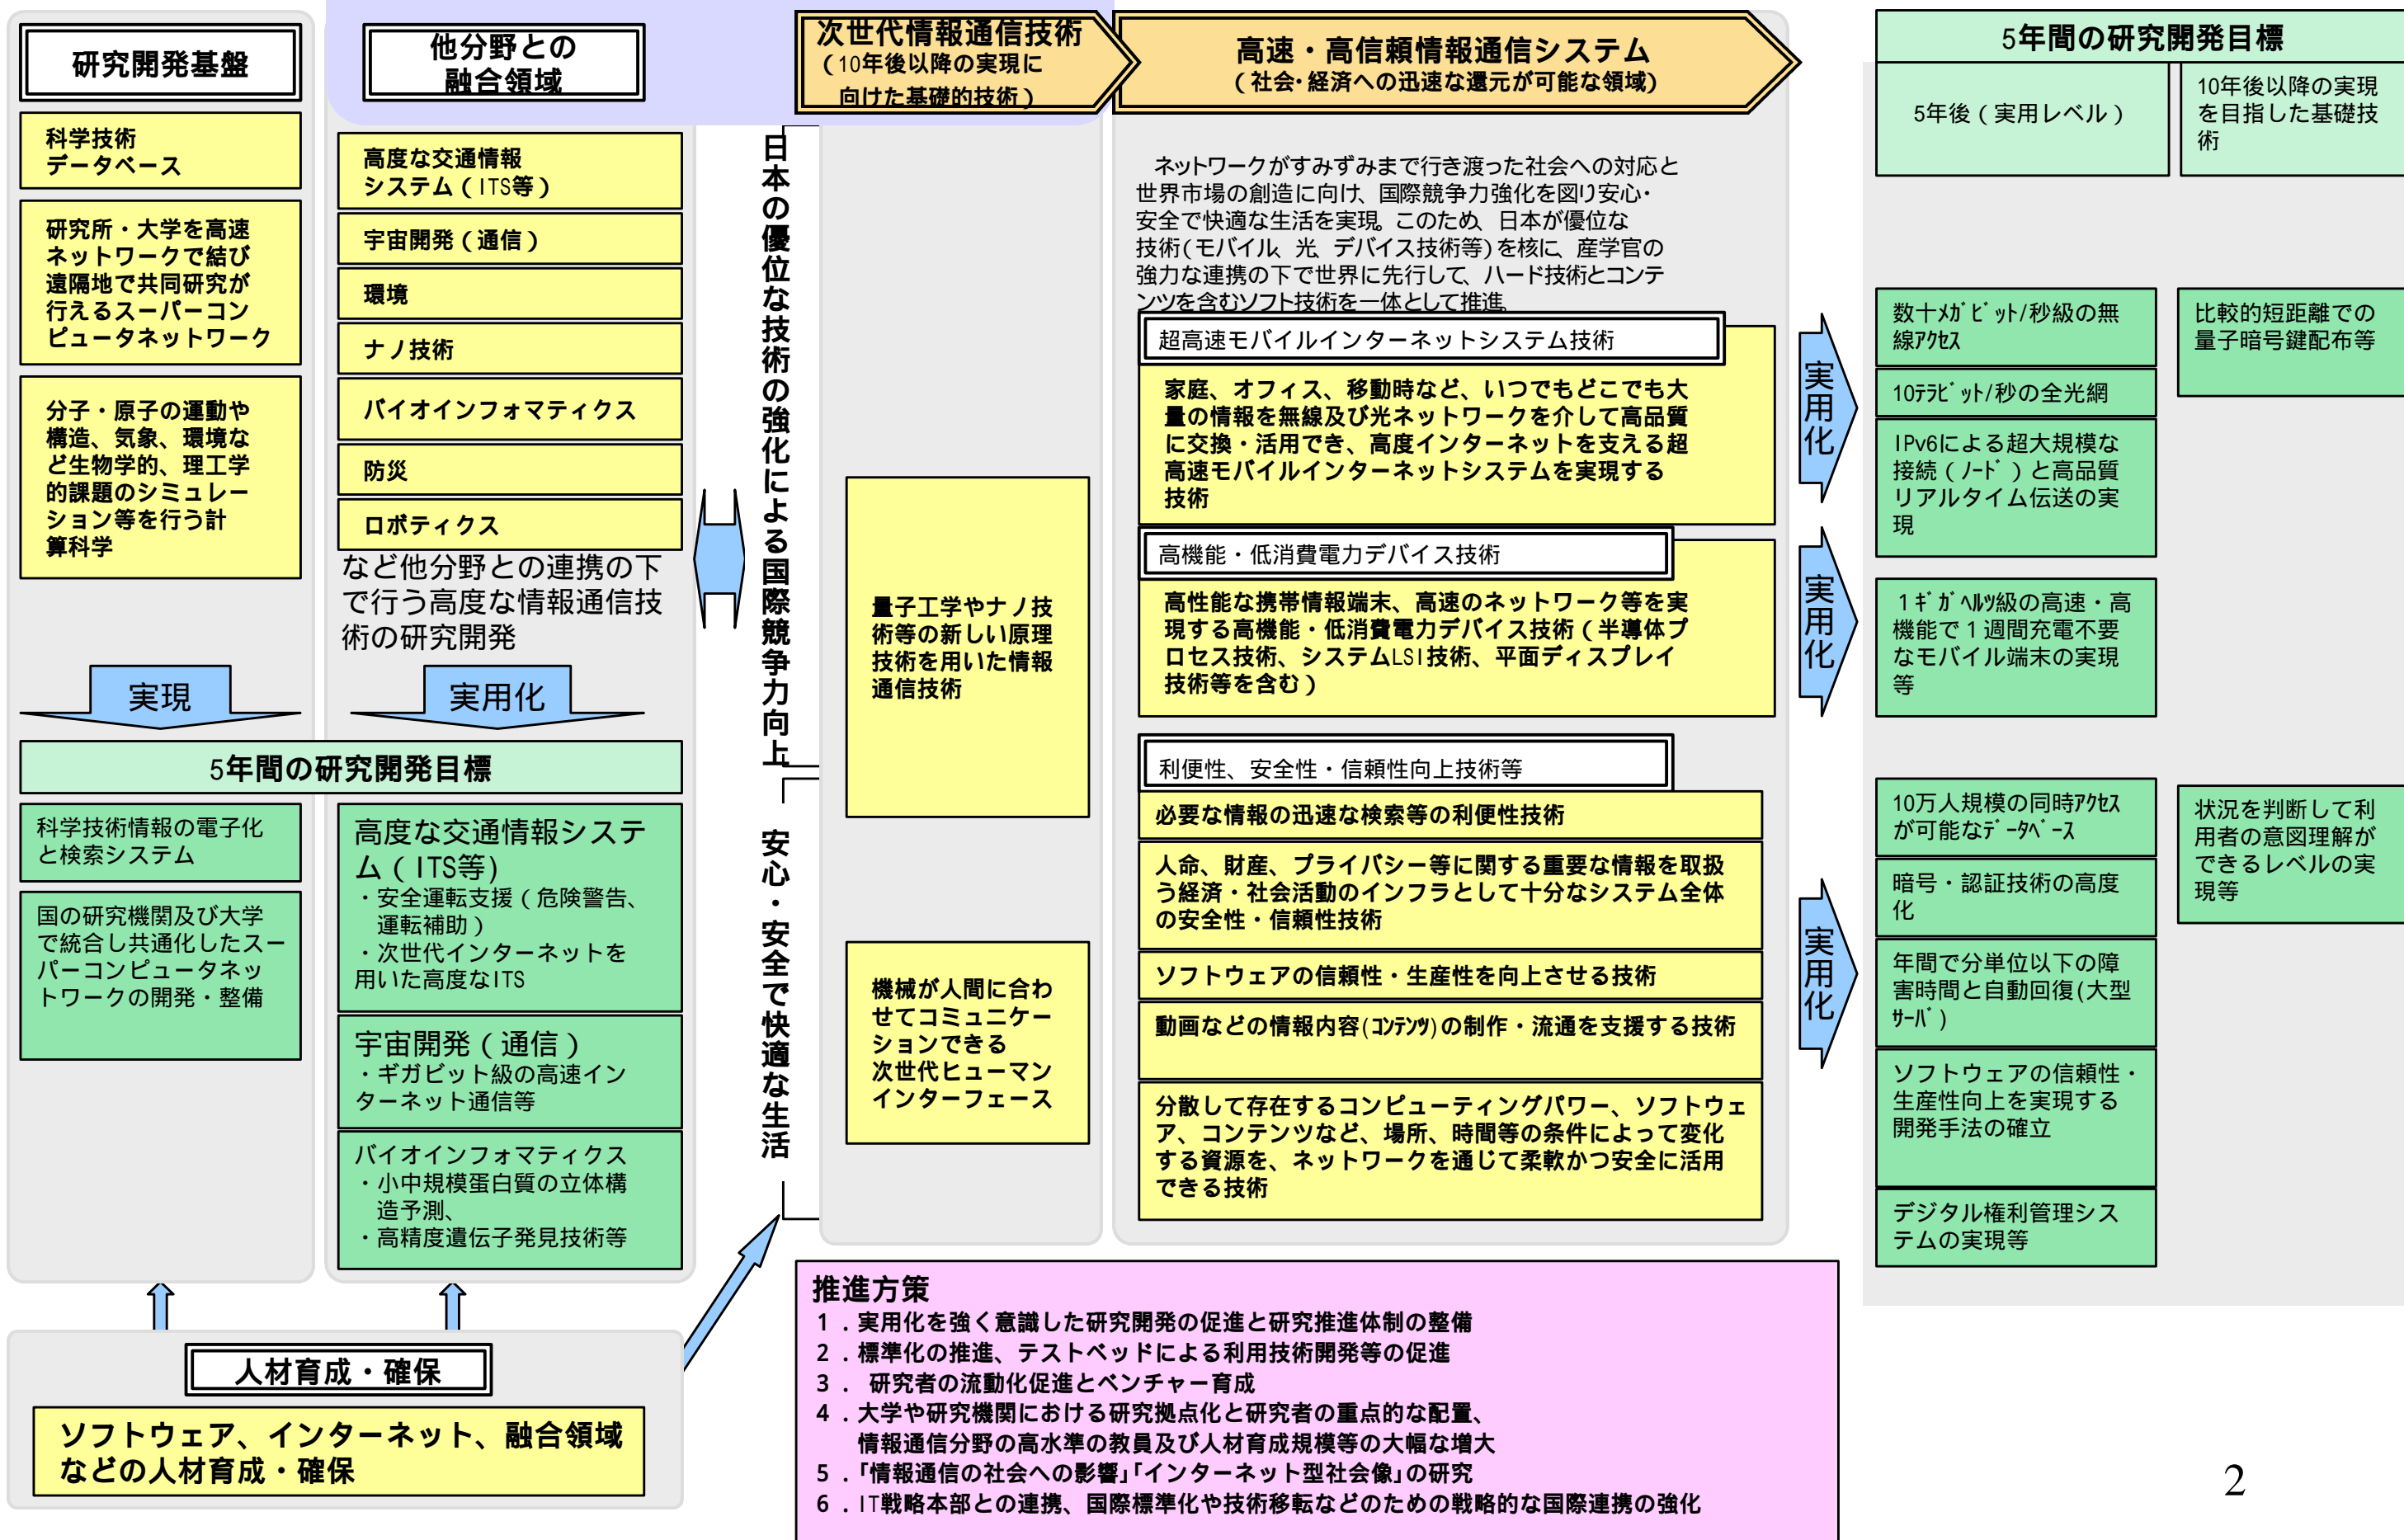 研究開発基盤
科学技術
データベース
研究所・大学を高速
ネットワークで結び
遠隔地で共同研究が
行えるスーパーコン
ピュータネットワーク
分子・原子の運動や
構造、気象、環境な
ど生物学的、理工学
的課題のシミュレー
ション等を行う計
算科学
実現
他分野との
融合領域
高度な交通情報
システム（ITS等）
宇宙開発（通信）
環境
ナノ技術
バイオインフォマティクス
防災
ロボティクス
など他分野との連携の下
で行う高度な情報通信技
術の研究開発
実用化
5年間の研究開発目標
科学技術情報の電子化
と検索システム
国の研究機関及び大学
で統合し共通化したスー
パーコンピュータネッ
トワークの開発・整備
高度な交通情報システ
ム（ITS等)
・安全運転支援（危険警告、
運転補助）
・次世代インターネットを
用いた高度なITS
宇宙開発（通信）
・ギガビット級の高速イン
ターネット通信等
バイオインフォマティクス
・小中規模蛋白質の立体構
造予測、
・高精度遺伝子発見技術等
人材育成・確保
ソフトウェア、インターネット、融合領域
などの人材育成・確保
日本の優位な技術の強化による国際競争力向上
安心・安全で快適な生活
次世代情報通信技術
（10年後以降の実現に
向けた基礎的技術）
量子工学やナノ技
術等の新しい原理
技術を用いた情報
通信技術
機械が人間に合わ
せてコミュニケー
ションできる
次世代ヒューマン
インターフェース
高速・高信頼情報通信システム
（社会・経済への迅速な還元が可能な領域）
ネットワークがすみずみまで行き渡った社会への対応と
世界市場の創造に向け、国際競争力強化を図り安心・
安全で快適な生活を実現。このため、日本が優位な
技術(モバイル、光、デバイス技術等)を核に、産学官の
強力な連携の下で世界に先行して、ハード技術とコンテ
ンツを含むソフト技術を一体として推進。
超高速モバイルインターネットシステム技術
家庭、オフィス、移動時など、いつでもどこでも大
量の情報を無線及び光ネットワークを介して高品質
に交換・活用でき、高度インターネットを支える超
高速モバイルインターネットシステムを実現する
技術
高機能・低消費電力デバイス技術
高性能な携帯情報端末、高速のネットワーク等を実
現する高機能・低消費電力デバイス技術（半導体プ
ロセス技術、システムLSI技術、平面ディスプレイ
技術等を含む）
利便性、安全性・信頼性向上技術等
必要な情報の迅速な検索等の利便性技術
人命、財産、プライバシー等に関する重要な情報を取扱
う経済・社会活動のインフラとして十分なシステム全体
の安全性・信頼性技術
ソフトウェアの信頼性・生産性を向上させる技術
動画などの情報内容(ｺﾝﾃﾝﾂ)の制作・流通を支援する技術
分散して存在するコンピューティングパワー、ソフトウェ
ア、コンテンツなど、場所、時間等の条件によって変化
する資源を、ネットワークを通じて柔軟かつ安全に活用
できる技術
実用化
実用化
実用化
5年間の研究開発目標
5年後（実用レベル）
10年後以降の実現
を目指した基礎技
術
数十ﾒｶﾞﾋﾞｯﾄ/秒級の無
線ｱｸｾｽ
10ﾃﾗﾋﾞｯﾄ/秒の全光網
IPv6による超大規模な
接続（ﾉｰﾄﾞ）と高品質
リアルタイム伝送の実
現
比較的短距離での
量子暗号鍵配布等
１ｷﾞｶﾞﾍﾙﾂ級の高速・高
機能で１週間充電不要
なモバイル端末の実現
等
10万人規模の同時ｱｸｾｽ
が可能なﾃﾞｰﾀﾍﾞｰｽ
暗号・認証技術の高度
化
年間で分単位以下の障
害時間と自動回復(大型
ｻｰﾊﾞ)
ソフトウェアの信頼性・
生産性向上を実現する
開発手法の確立
デジタル権利管理シス
テムの実現等
状況を判断して利
用者の意図理解が
できるレベルの実
現等
推進方策
１．実用化を強く意識した研究開発の促進と研究推進体制の整備
２．標準化の推進、テストベッドによる利用技術開発等の促進
３． 研究者の流動化促進とベンチャー育成
４．大学や研究機関における研究拠点化と研究者の重点的な配置、
情報通信分野の高水準の教員及び人材育成規模等の大幅な増大
５．｢情報通信の社会への影響｣｢インターネット型社会像｣の研究
６．IT戦略本部との連携、国際標準化や技術移転などのための戦略的な国際連携の強化
2